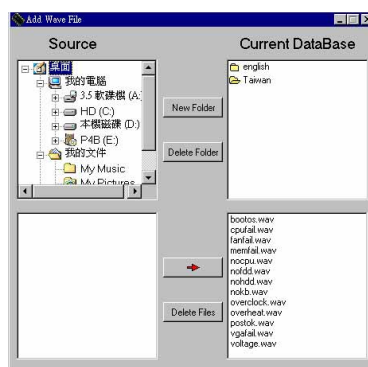 Add Wave File
Source
Current DataBase
桌面
我的電腦
3.5 軟碟機 (A:
HD (C:)
本機磁碟 (D:)
P4B (E:)
我的文件
My Music
My Pictures
New Folder
Delete Folder
english
Taiwan
Delete Files
bootos.wav
cpufail.wav
fanfail.wav
memfail.wav
nocpu.wav
nofdd.wav
nohdd.wav
nokb.wav
overclock.wav
overheat.wav
postok.wav
vgafail.wav
voltage.wav